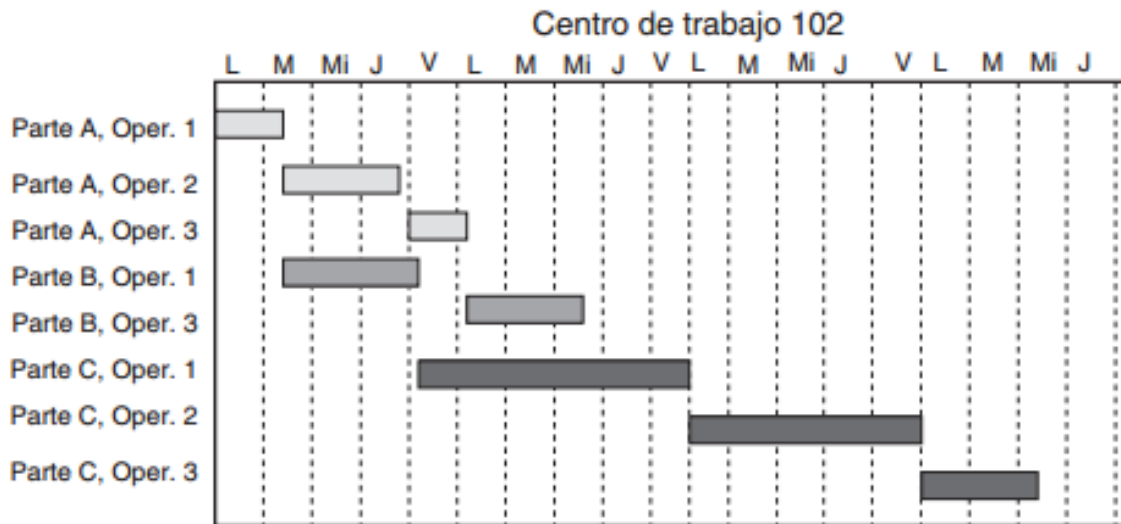 Centro de trabajo 102
L M Mi J V L M Mi J V L M Mi J V L M Mi J
Parte A, Oper. 1
Parte A, Oper. 2
Parte A, Oper. 3
Parte B, Oper. 1
Parte B, Oper. 3
Parte C, Oper. 1
Parte C, Oper. 2
Parte C, Oper. 3